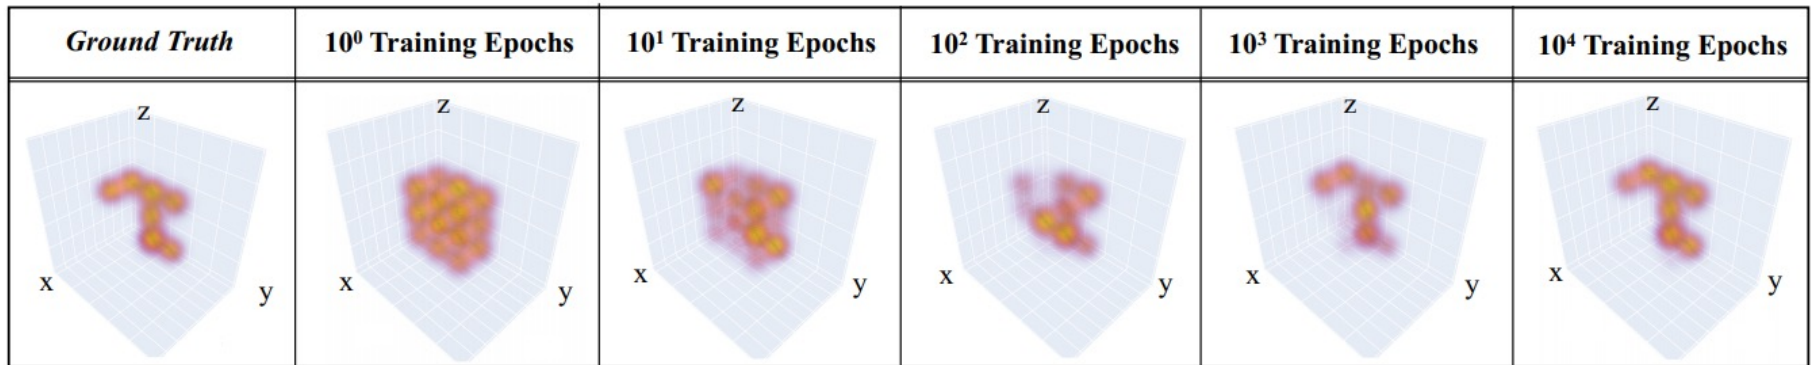 Ground Truth
10⁰ Training Epochs
10¹ Training Epochs
10² Training Epochs
10³ Training Epochs
10⁴ Training Epochs
z
x
y
z
x
y
z
x
y
z
x
y
z
x
y
z
x
y